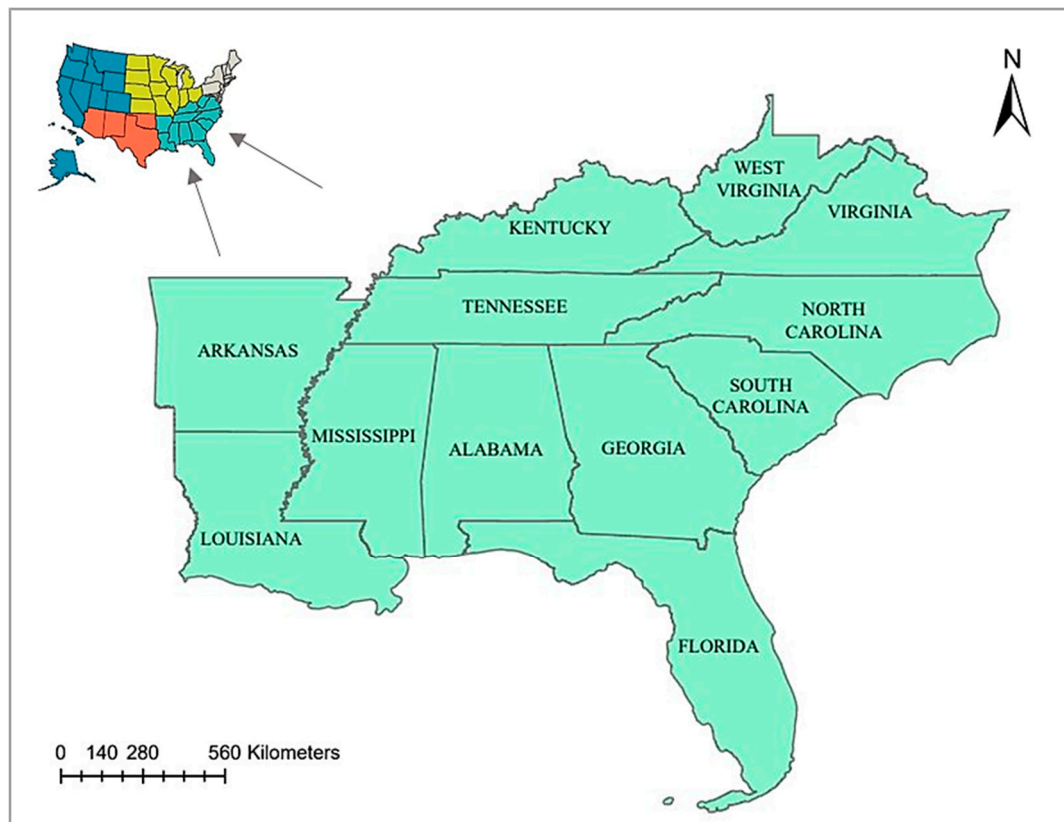 N
WEST
VIRGINIA
VIRGINIA
KENTUCKY
TENNESSEE
NORTH
CAROLINA
ARKANSAS
SOUTH
CAROLINA
MISSISSIPPI
ALABAMA
GEORGIA
LOUISIANA
FLORIDA
0 140 280 560 Kilometers